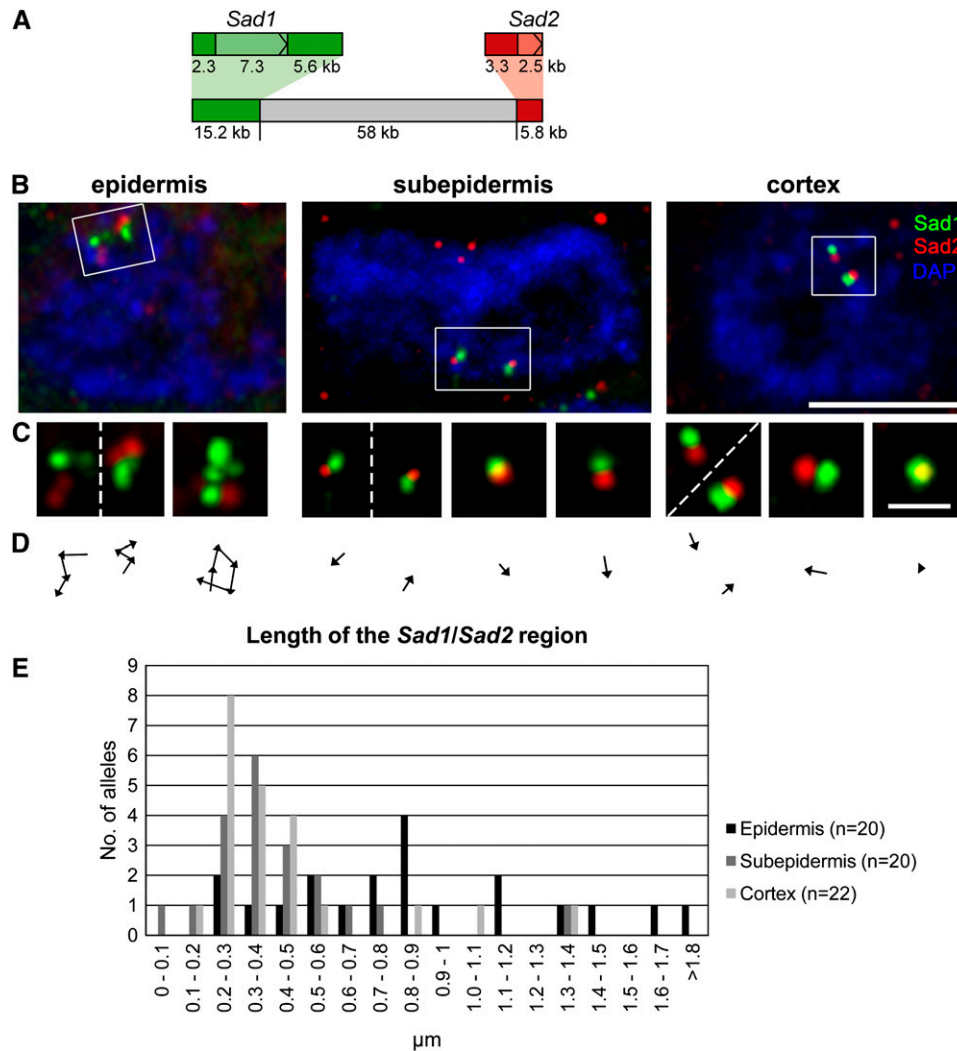 A
Sad1
Sad2
2.3 7.3 5.6 kb
3.3 2.5 kb
15.2 kb 58 kb 5.8 kb
B
epidermis subepidermis cortex
Sad1
Sad2
DAP
C
D
Length of the Sad1/Sad2 region
E
No. of alleles
9
8
7
6
5
4
3
2
1
0
0 - 0.1
0.1 - 0.2
0.2 - 0.3
0.3 - 0.4
0.4 - 0.5
0.5 - 0.6
0.6 - 0.7
0.7 - 0.8
0.8 - 0.9
0.9 - 1
1.0 - 1.1
1.1 - 1.2
1.2 - 1.3
1.3 - 1.4
1.4 - 1.5
1.5 - 1.6
1.6 - 1.7
>1.8
µm
Epidermis (n=20)
Subepidermis (n=20)
Cortex (n=22)